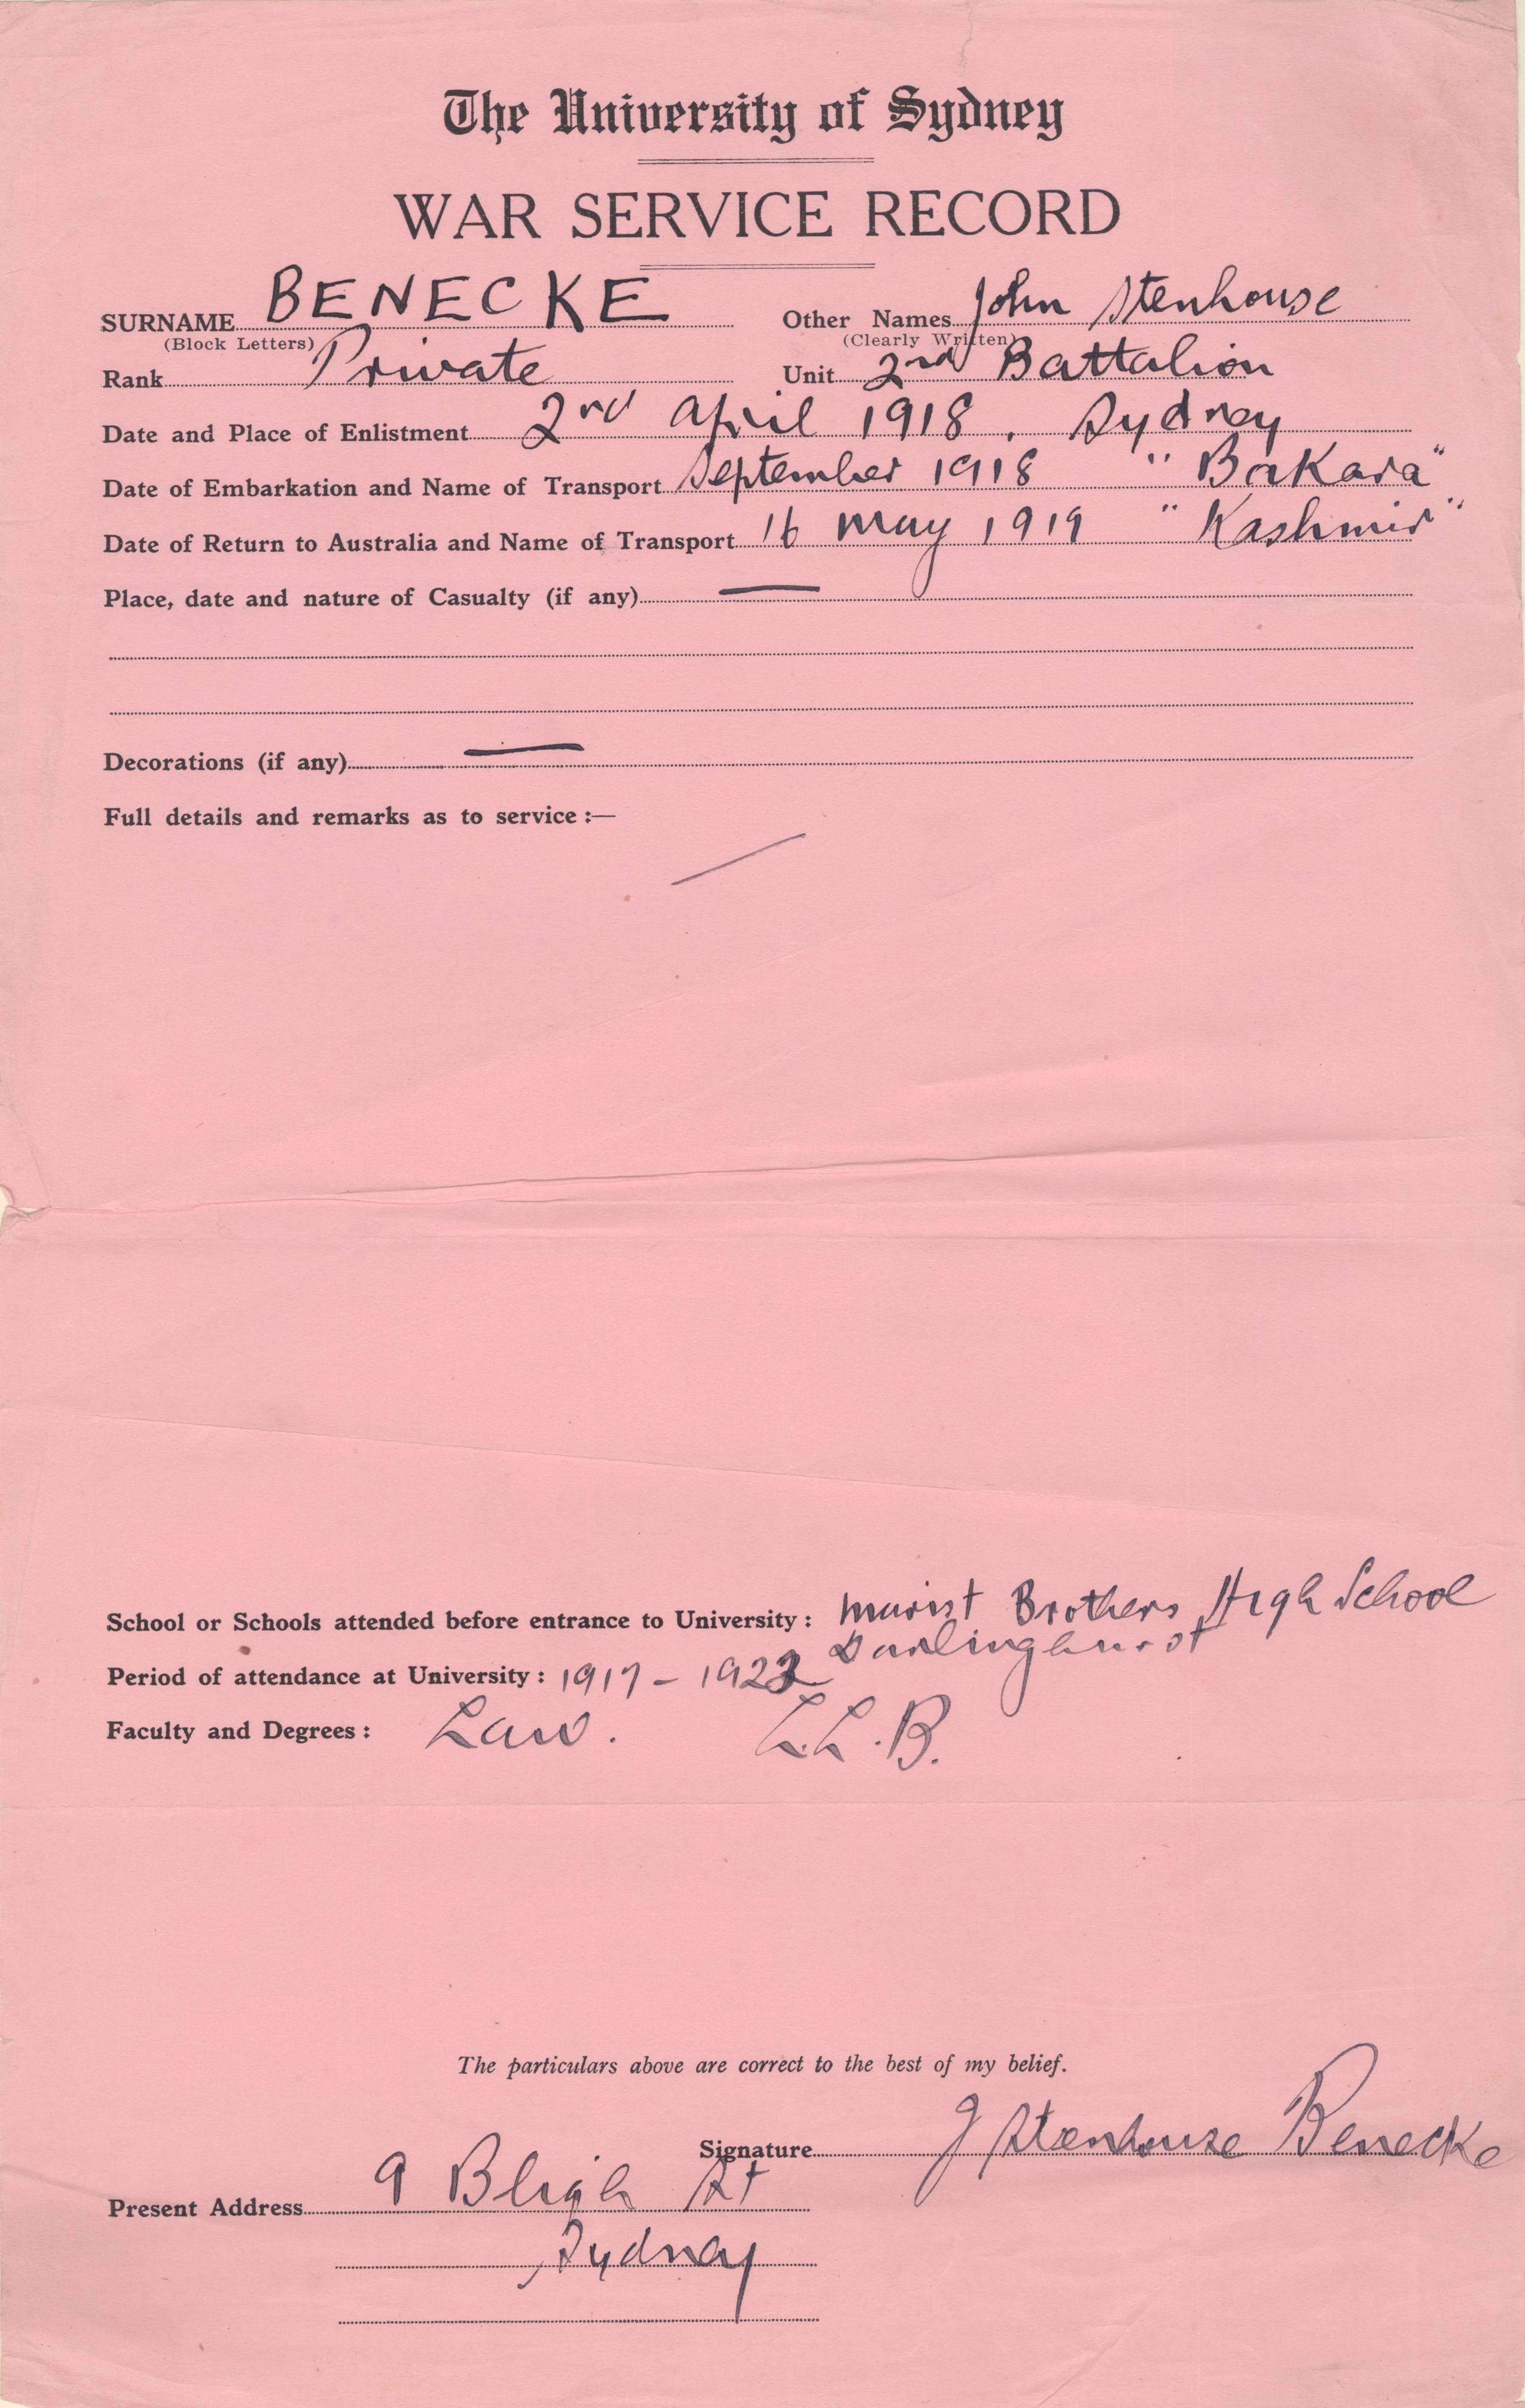 The University of Sydney
WAR SERVICE RECORD
SURNAME BENECKE Other Names John Stenhouse
(Block Letters) (Clearly Written)
Rank Private Unit 2nd Battalion
Date and Place of Enlistment 2nd April 1918, Sydney
Date of Embarkation and Name of Transport September 1918 "Bakara"
Date of Return to Australia and Name of Transport 16 May 1919 "Kashmir"
Place, date and nature of Casualty (if any) —
Decorations (if any) —
Full details and remarks as to service :—
School or Schools attended before entrance to University : Marist Brothers High School
Darlinghurst
Period of attendance at University : 1917 - 1922
Faculty and Degrees : Law. L.L.B.
The particulars above are correct to the best of my belief.
Signature J Stenhouse Benecke
Present Address 9 Bligh St
Sydney